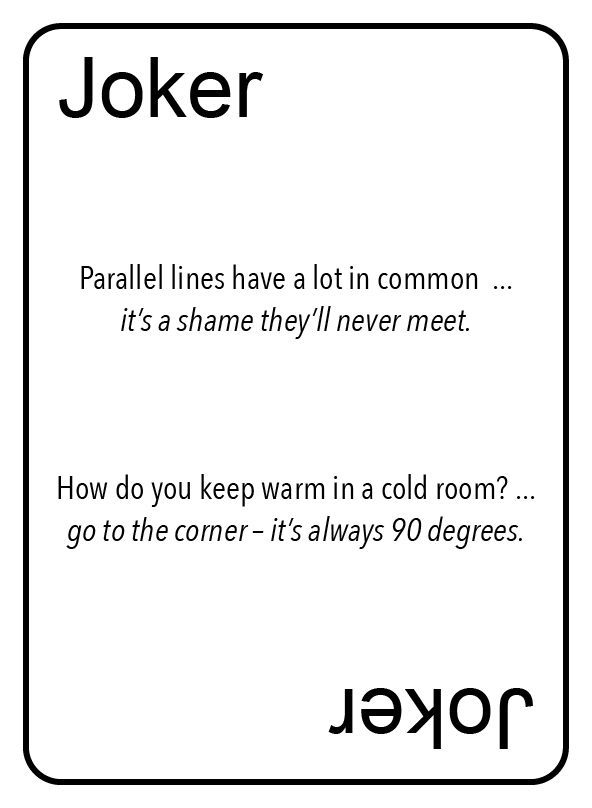 Joker
Parallel lines have a lot in common  ...
it’s a shame they’ll never meet.
How do you keep warm in a cold room? ...
go to the corner – it’s always 90 degrees.
Joker